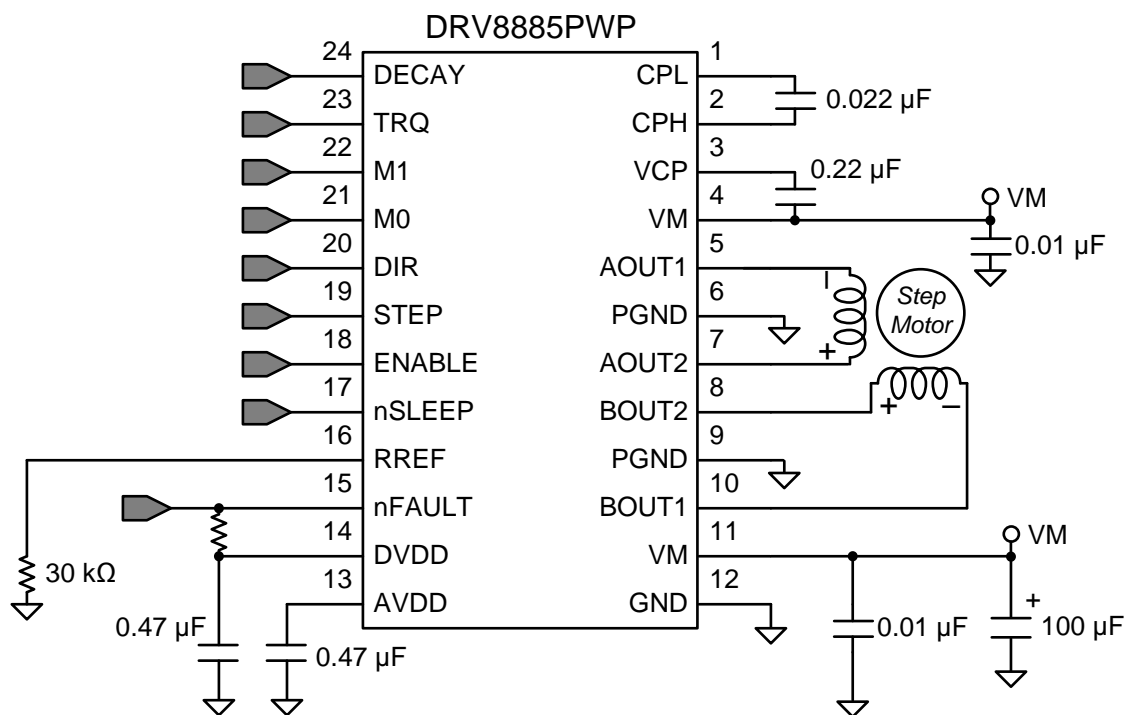 DRV8885PWP
24 DECAY CPL 1
23 TRQ CPH 2
0.022 µF
22 M1 VCP 3
0.22 µF
21 M0 VM 4
VM
0.01 µF
20 DIR AOUT1 5
–
19 STEP PGND 6
Step
Motor
18 ENABLE AOUT2 7
+
17 nSLEEP BOUT2 8
+ –
16 RREF PGND 9
15 nFAULT BOUT1 10
14 DVDD VM 11
VM
30 kΩ
13 AVDD GND 12
+
0.47 µF
0.47 µF
0.01 µF
100 µF